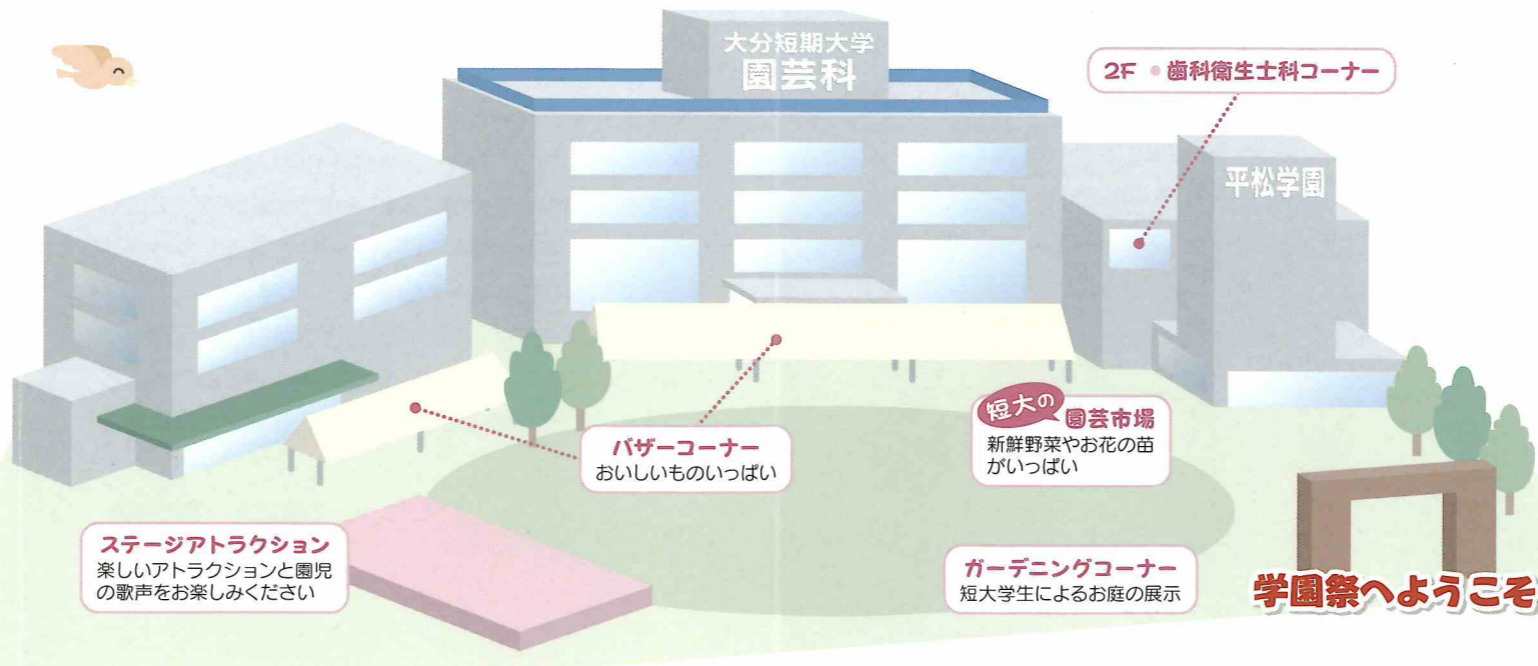 大分短期大学
園芸科
2F ● 歯科衛生士科コーナー
平松学園
バザーコーナー
おいしいものいっぱい
短大の
園芸市場
新鮮野菜やお花の苗
がいっぱい
ステージアトラクション
楽しいアトラクションと園児
の歌声をお楽しみください
ガーデニングコーナー
短大学生によるお庭の展示
学園祭へようこそ